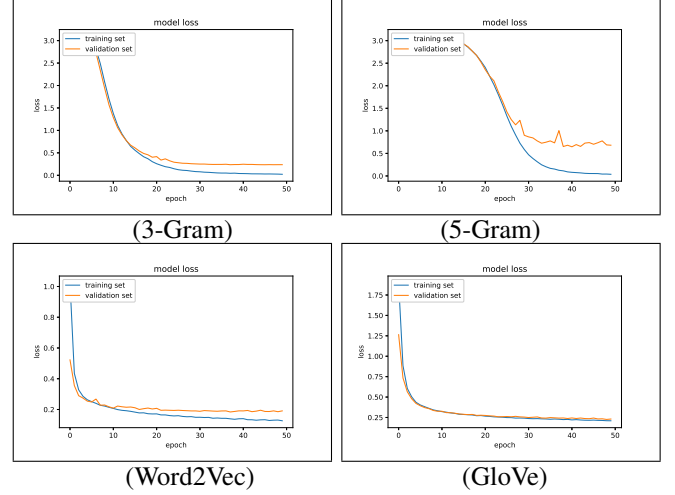 model loss
training set
validation set
loss
3.0
2.5
2.0
1.5
1.0
0.5
0.0
0 10 20 30 40 50
epoch
(3-Gram)
model loss
training set
validation set
loss
3.0
2.5
2.0
1.5
1.0
0.5
0.0
0 10 20 30 40 50
epoch
(5-Gram)
model loss
training set
validation set
loss
1.0
0.8
0.6
0.4
0.2
0 10 20 30 40 50
epoch
(Word2Vec)
model loss
training set
validation set
loss
1.75
1.50
1.25
1.00
0.75
0.50
0.25
0 10 20 30 40 50
epoch
(GloVe)